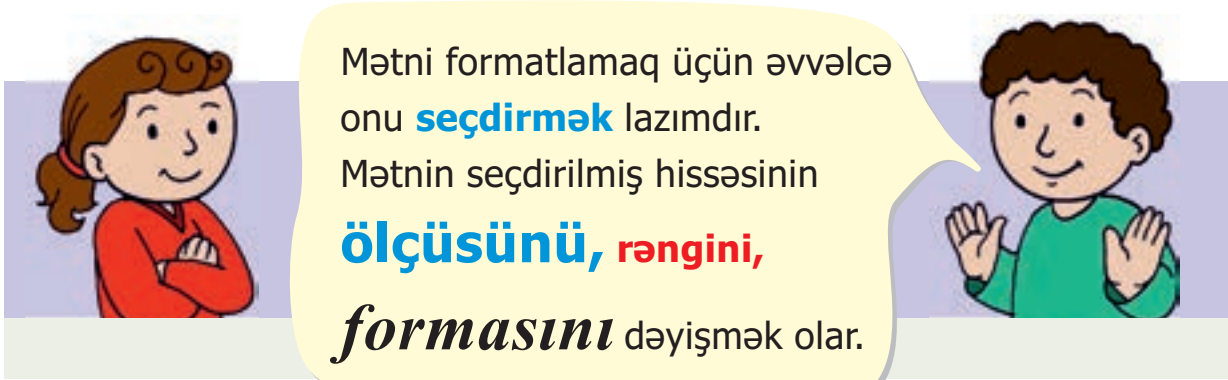 Mətni formatlamaq üçün əvvəlcə
onu seçdirmək lazımdır.
Mətnin seçdirilmiş hissəsinin
ölçüsünü, rəngini,
formasını dəyişmək olar.